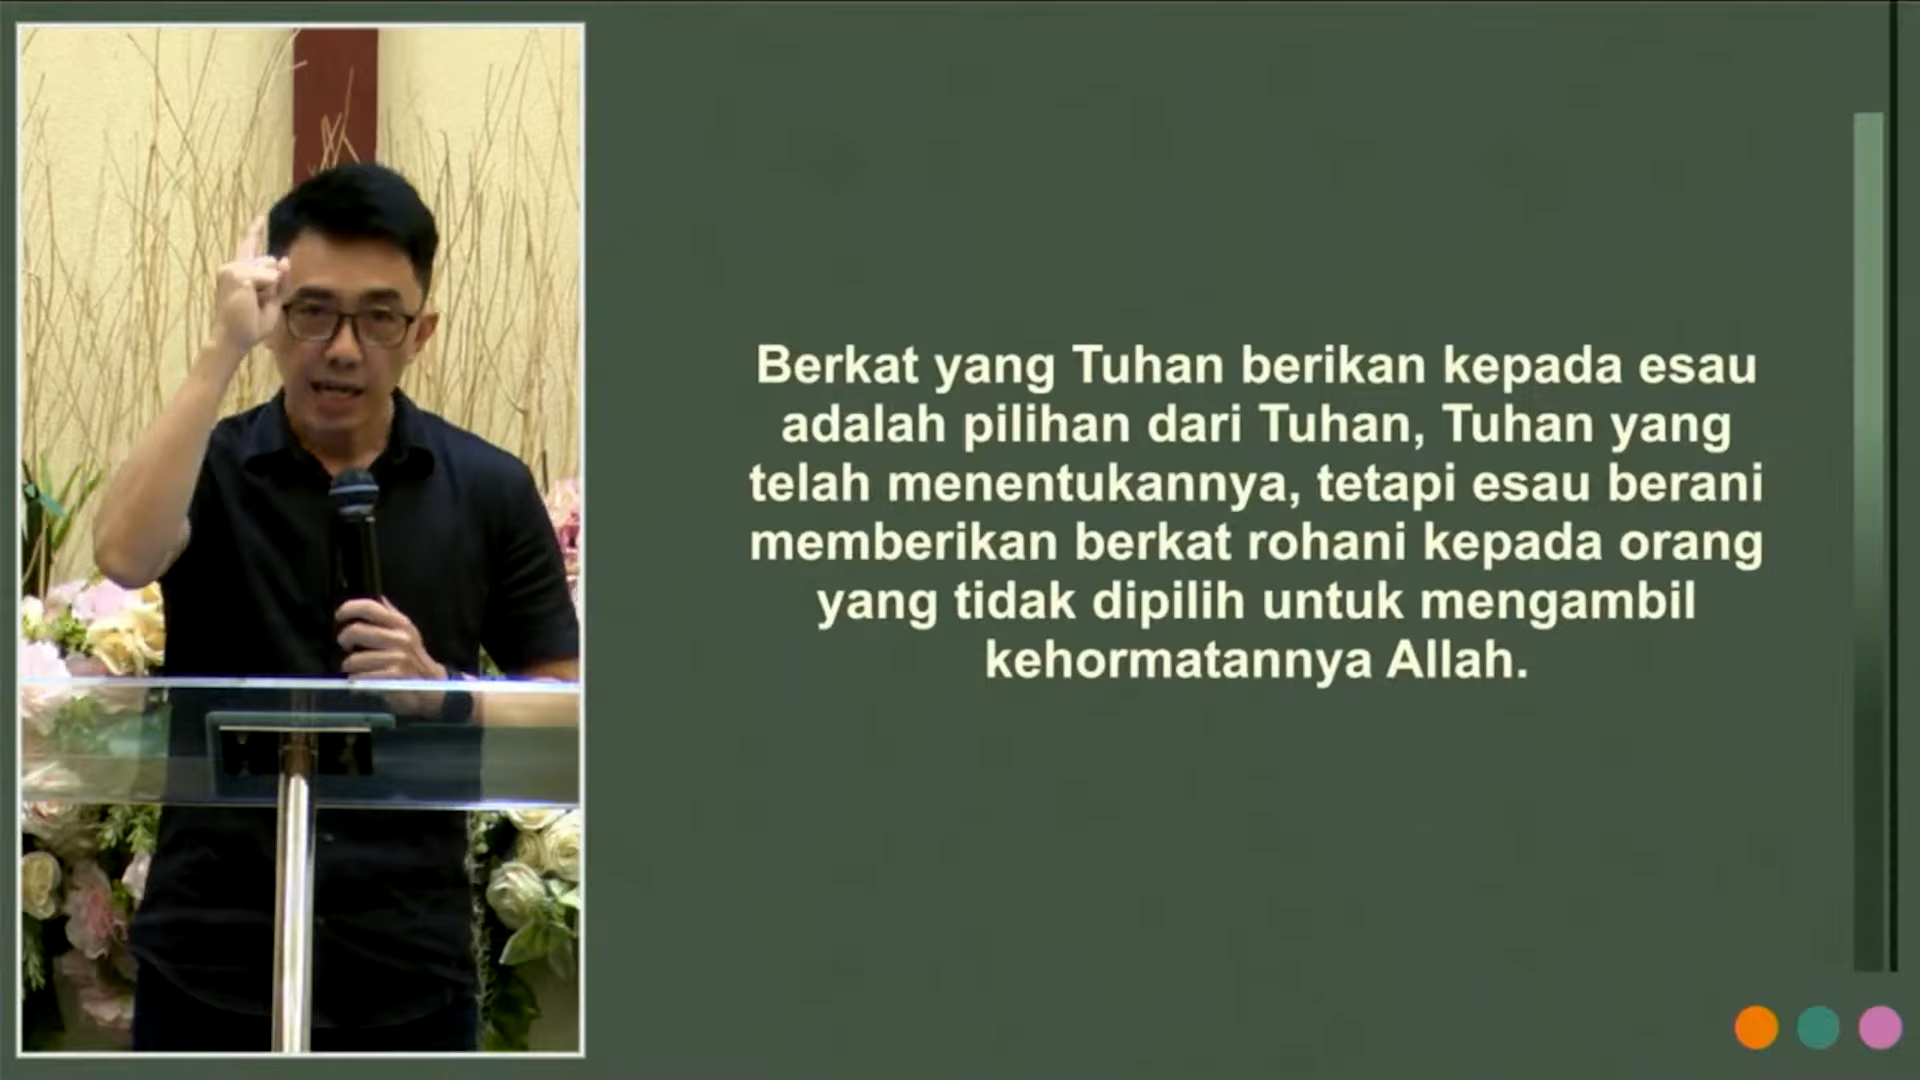 Berkat yang Tuhan berikan kepada esau
adalah pilihan dari Tuhan, Tuhan yang
telah menentukannya, tetapi esau berani
memberikan berkat rohani kepada orang
yang tidak dipilih untuk mengambil
kehormatannya Allah.